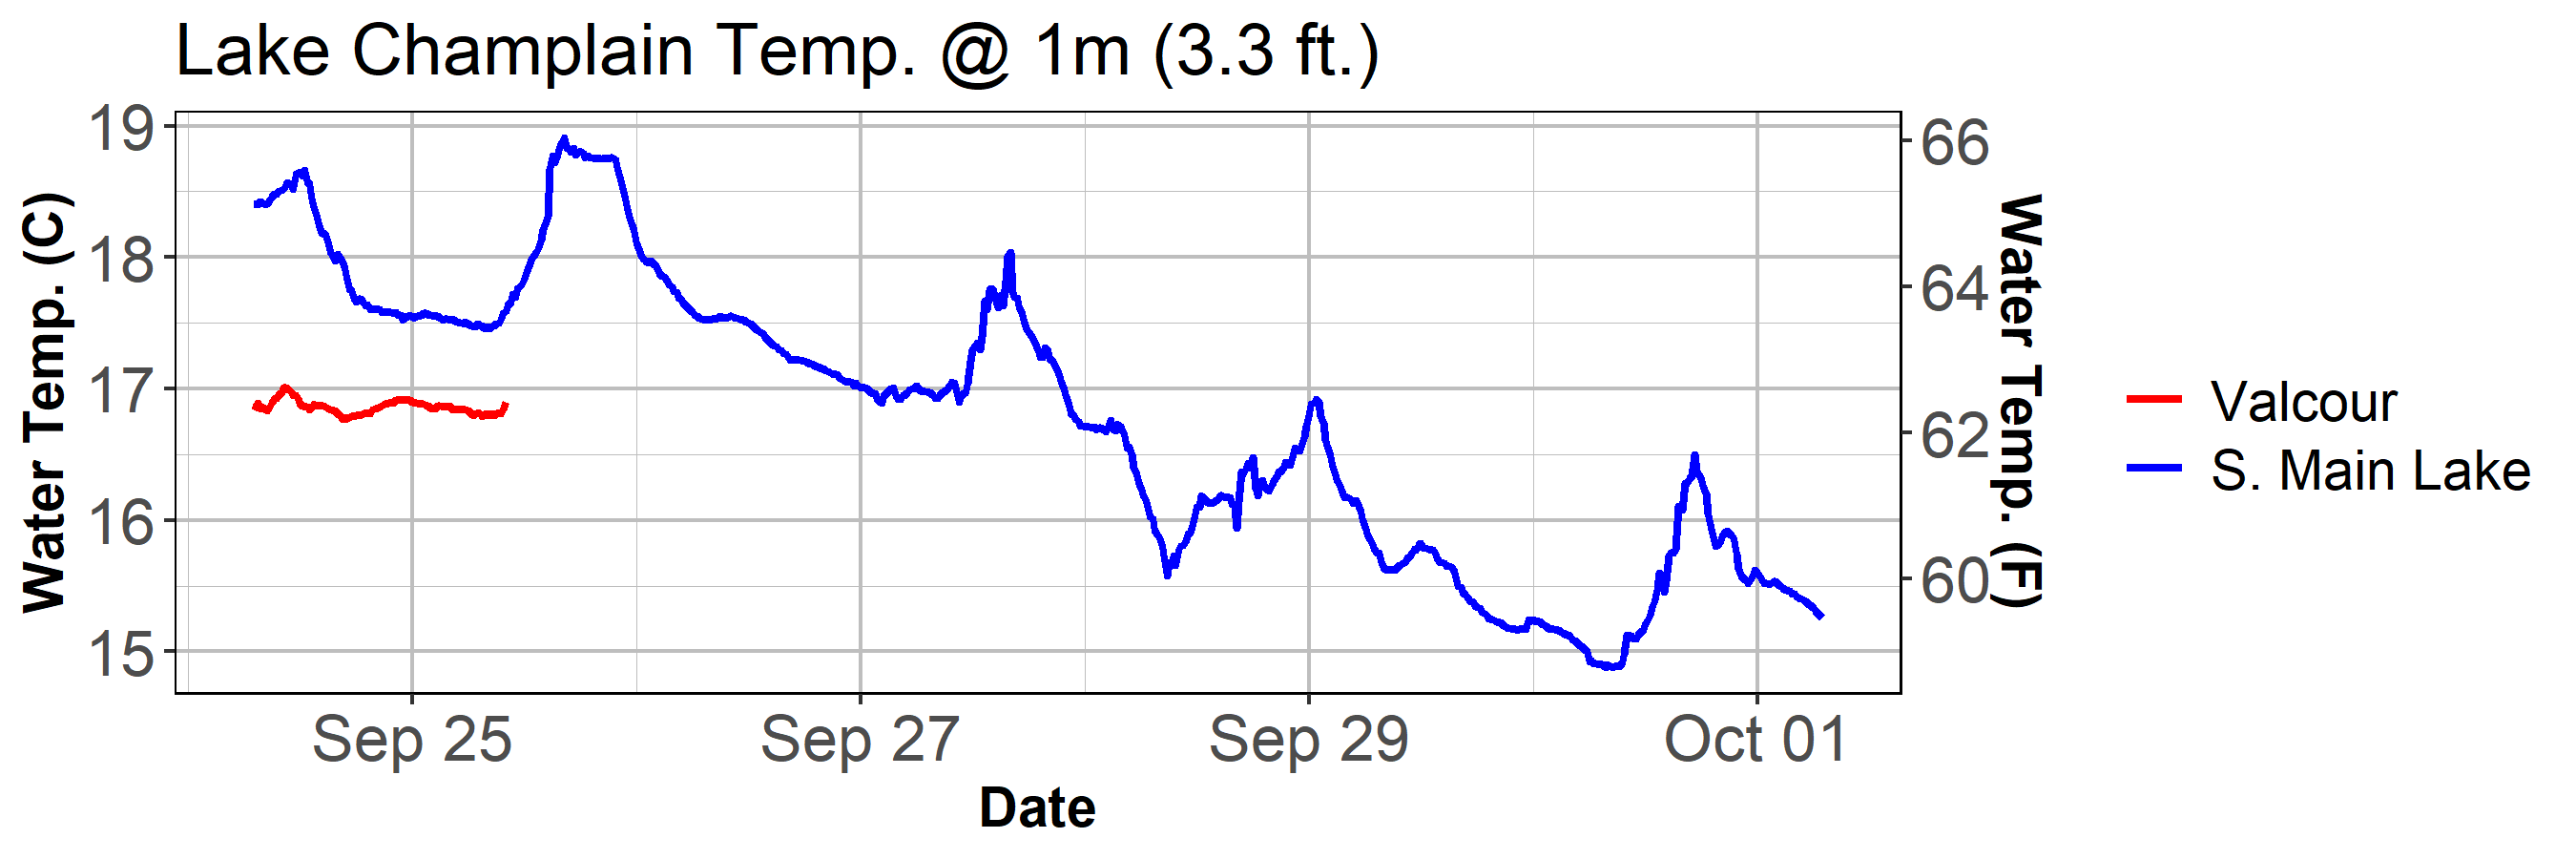 Lake Champlain Temp. @ 1m (3.3 ft.)
Water Temp. (C)
19
18
17
16
15
66
64
62
60
Water Temp. (F)
Sep 25
Sep 27
Sep 29
Oct 01
Date
Valcour
S. Main Lake